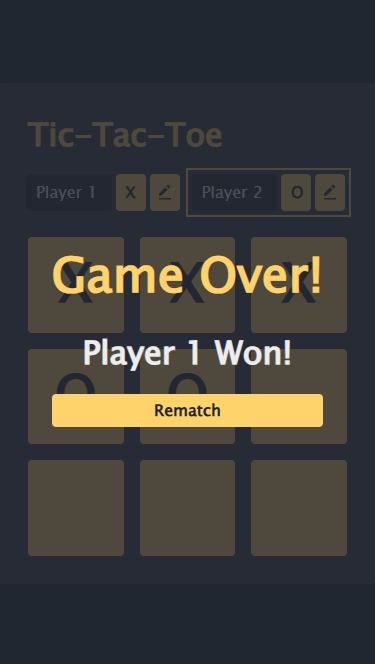 Tic-Tac-Toe
Player 1 X Player 2 O
X X X
Game Over!
Player 1 Won!
O O
Rematch